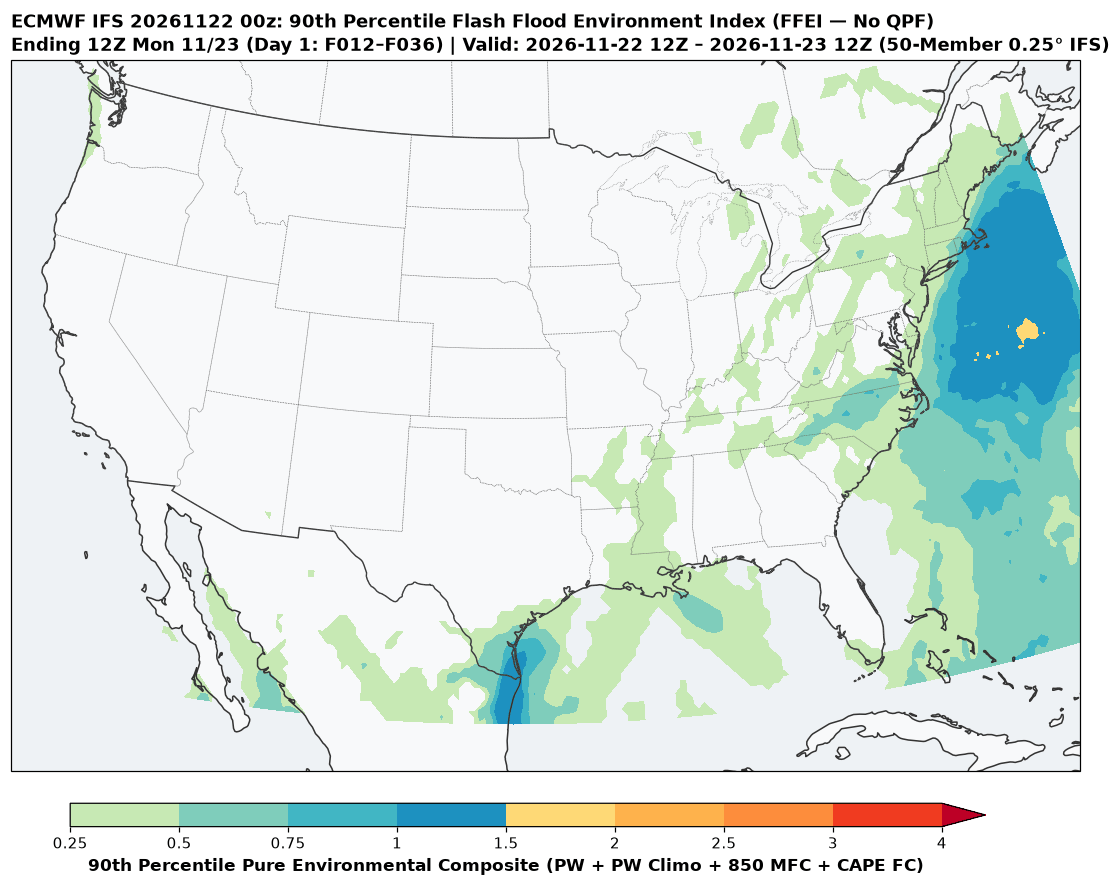 ECMWF IFS 20261122 00z: 90th Percentile Flash Flood Environment Index (FFEI — No QPF)
Ending 12Z Mon 11/23 (Day 1: F012–F036) | Valid: 2026-11-22 12Z – 2026-11-23 12Z (50-Member 0.25° IFS)
0.25 0.5 0.75 1 1.5 2 2.5 3 4
90th Percentile Pure Environmental Composite (PW + PW Climo + 850 MFC + CAPE FC)